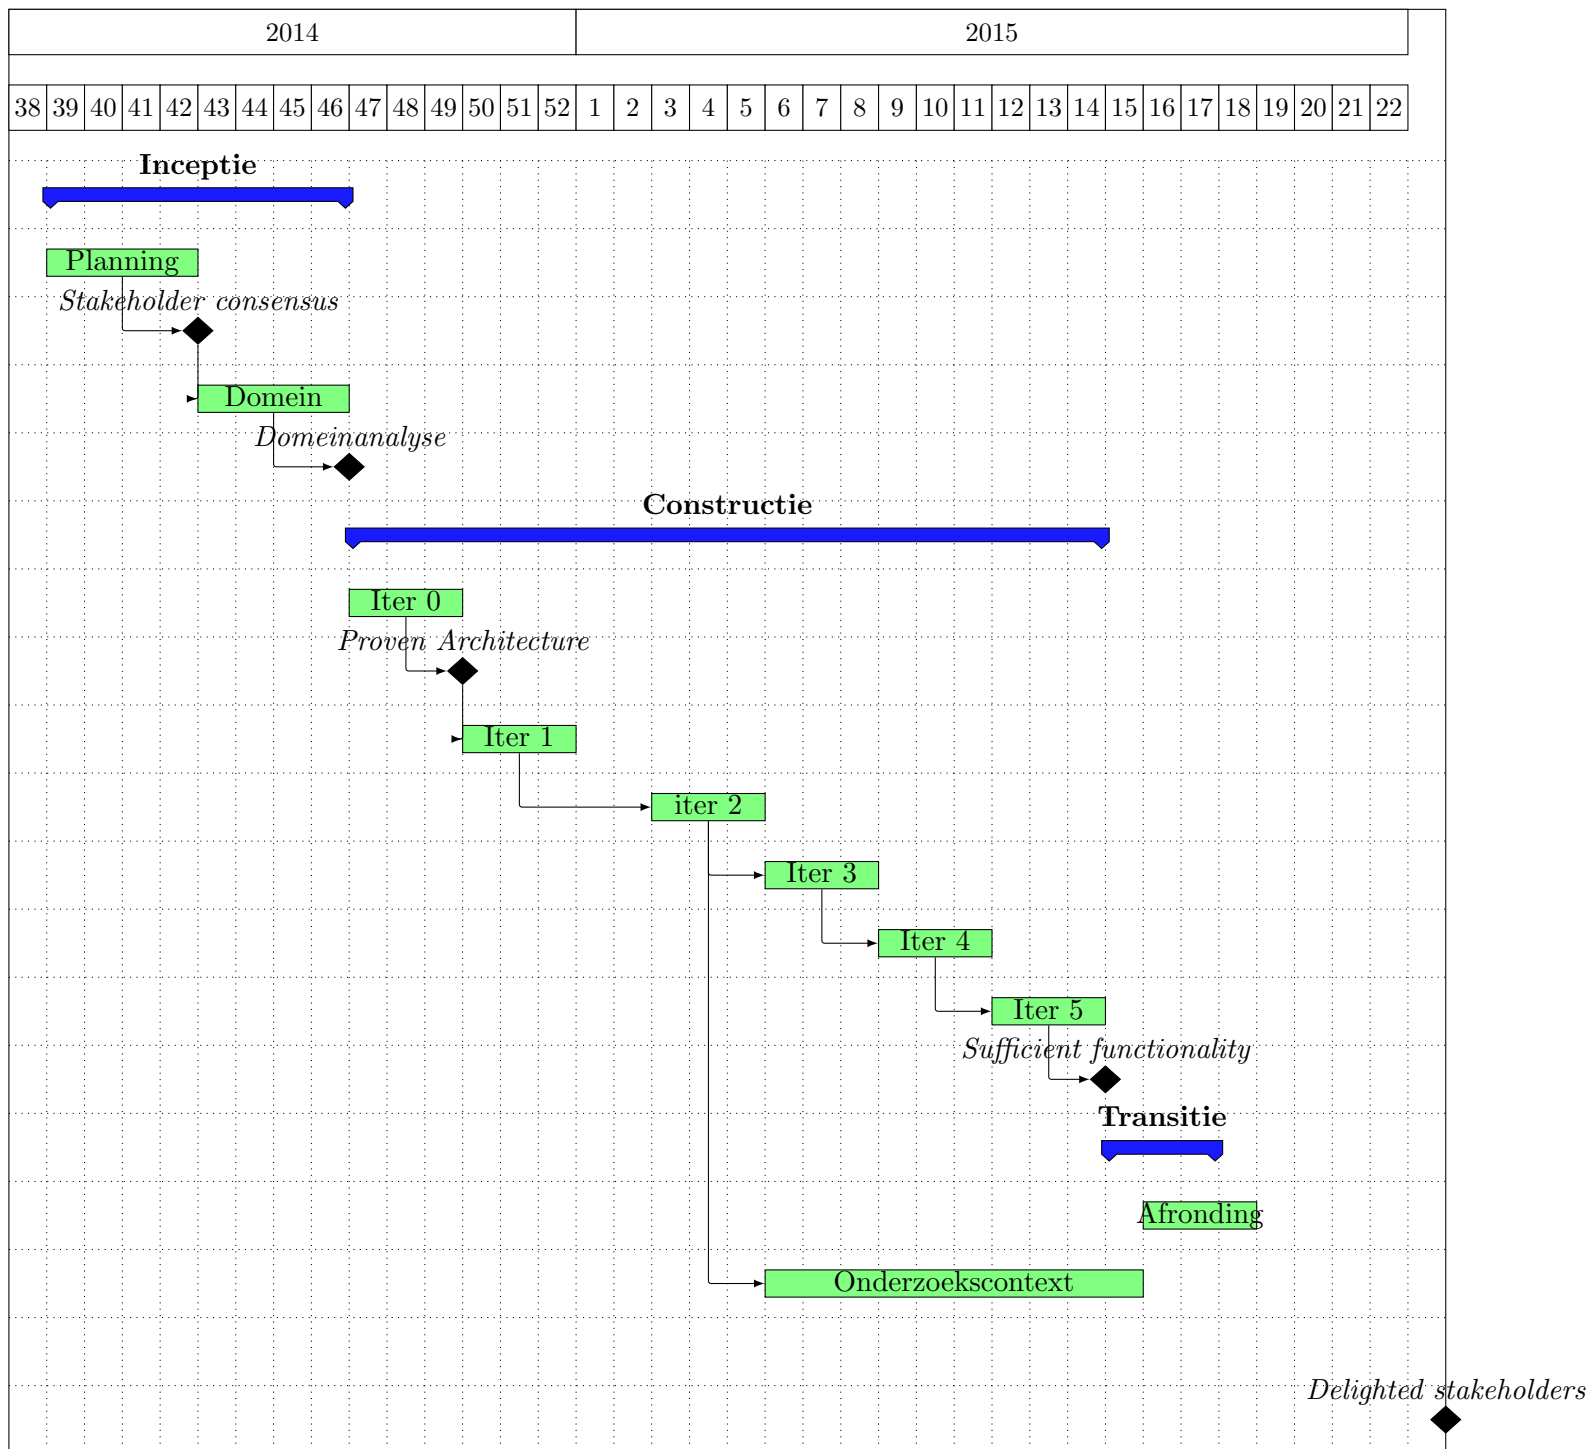 2014 2015
38 39 40 41 42 43 44 45 46 47 48 49 50 51 52 1 2 3 4 5 6 7 8 9 10 11 12 13 14 15 16 17 18 19 20 21 22
Inceptie
Planning
Stakeholder consensus
Domein
Domeinanalyse
Constructie
Iter 0
Proven Architecture
Iter 1
iter 2
Iter 3
Iter 4
Iter 5
Sufficient functionality
Transitie
Afronding
Onderzoekscontext
Delighted stakeholders